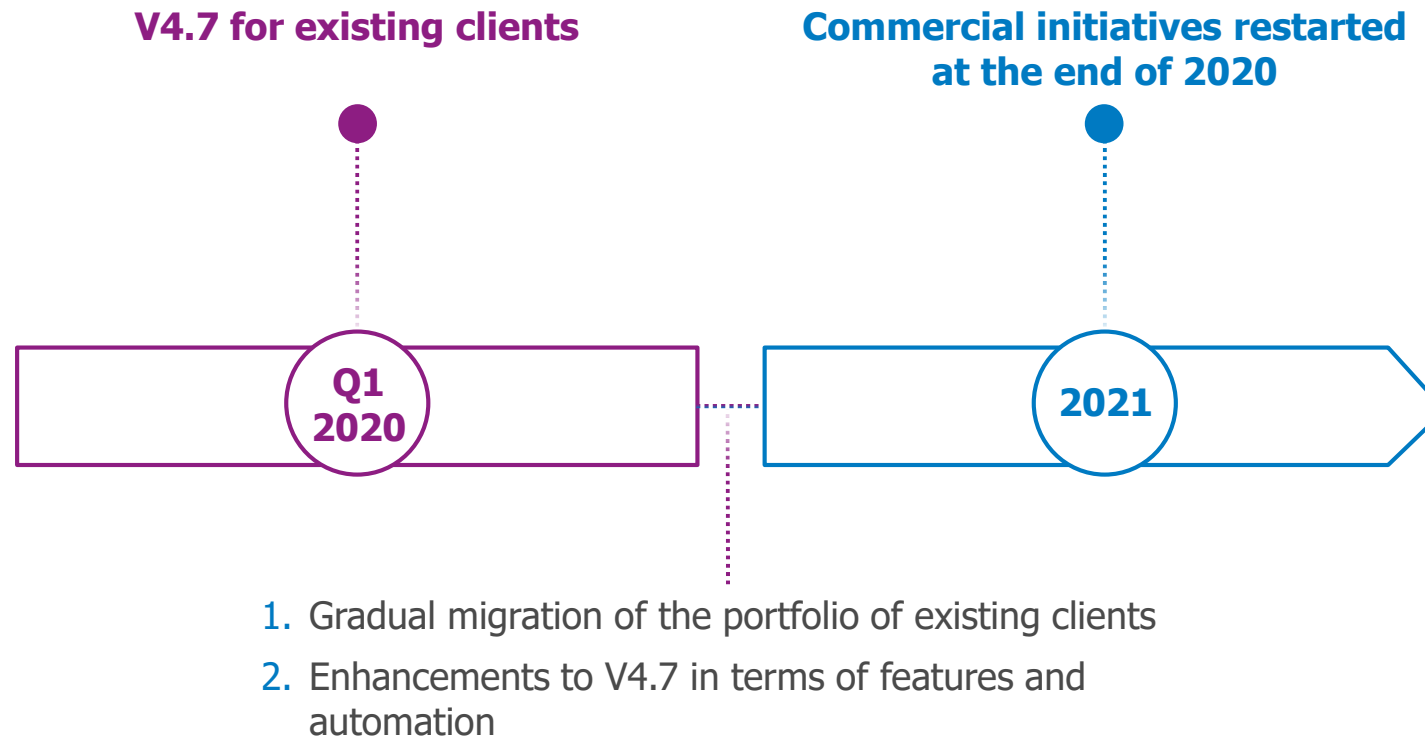 V4.7 for existing clients
Commercial initiatives restarted
at the end of 2020
Q1
2020
2021
1. Gradual migration of the portfolio of existing clients
2. Enhancements to V4.7 in terms of features and
automation